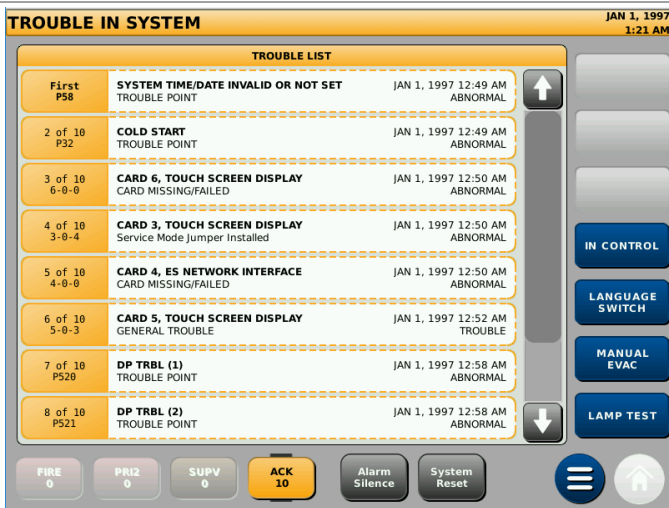 TROUBLE IN SYSTEM
JAN 1, 1997
1:21 AM
TROUBLE LIST
First
P58
SYSTEM TIME/DATE INVALID OR NOT SET
JAN 1, 1997 12:49 AM
TROUBLE POINT
ABNORMAL
2 of 10
P32
COLD START
JAN 1, 1997 12:49 AM
TROUBLE POINT
ABNORMAL
3 of 10
6-0-0
CARD 6, TOUCH SCREEN DISPLAY
JAN 1, 1997 12:50 AM
CARD MISSING/FAILED
ABNORMAL
4 of 10
3-0-4
CARD 3, TOUCH SCREEN DISPLAY
JAN 1, 1997 12:50 AM
Service Mode Jumper Installed
ABNORMAL
5 of 10
4-0-0
CARD 4, ES NETWORK INTERFACE
JAN 1, 1997 12:50 AM
CARD MISSING/FAILED
ABNORMAL
6 of 10
5-0-3
CARD 5, TOUCH SCREEN DISPLAY
JAN 1, 1997 12:52 AM
GENERAL TROUBLE
TROUBLE
7 of 10
P520
DP TRBL (1)
JAN 1, 1997 12:58 AM
TROUBLE POINT
ABNORMAL
8 of 10
P521
DP TRBL (2)
JAN 1, 1997 12:58 AM
TROUBLE POINT
ABNORMAL
IN CONTROL
LANGUAGE
SWITCH
MANUAL
EVAC
LAMP TEST
FIRE
0
PRI2
0
SUPV
0
ACK
10
Alarm
Silence
System
Reset